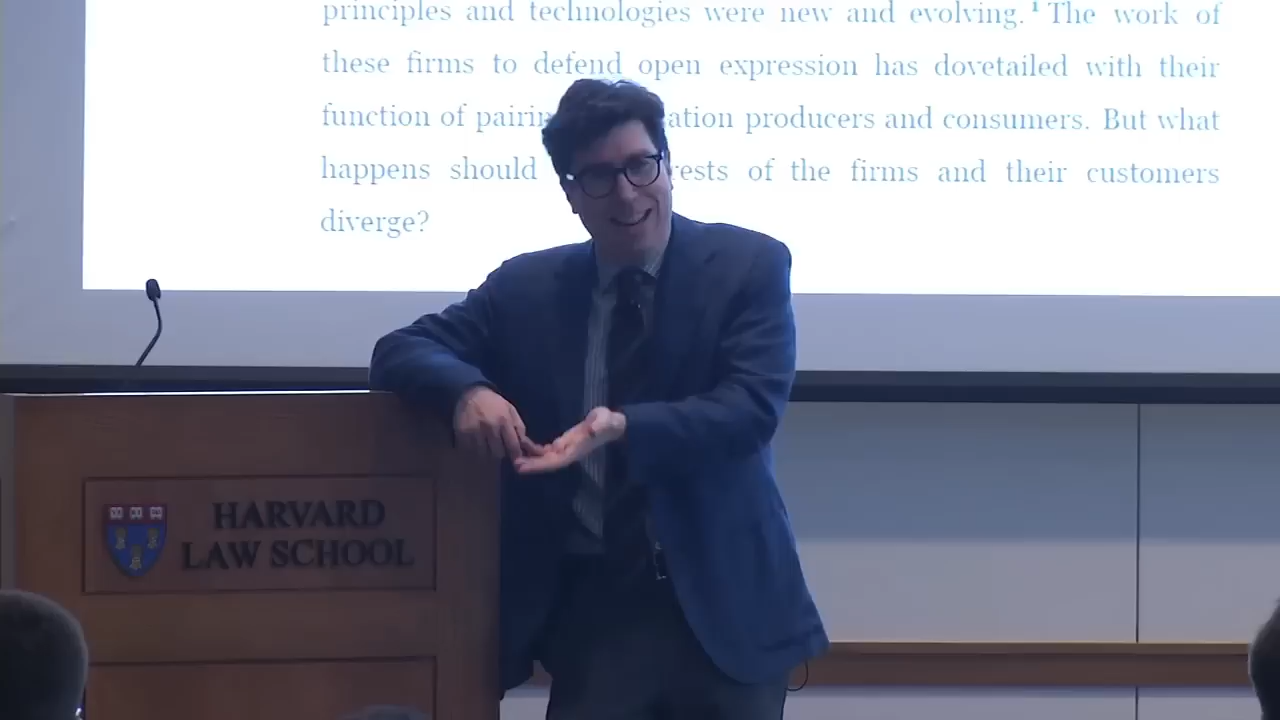 principles and technologies were new and evolving.¹ The work of
these firms to defend open expression has dovetailed with their
function of pairin ation producers and consumers. But what
happens should rests of the firms and their customers
diverge?
HARVARD
LAW SCHOOL